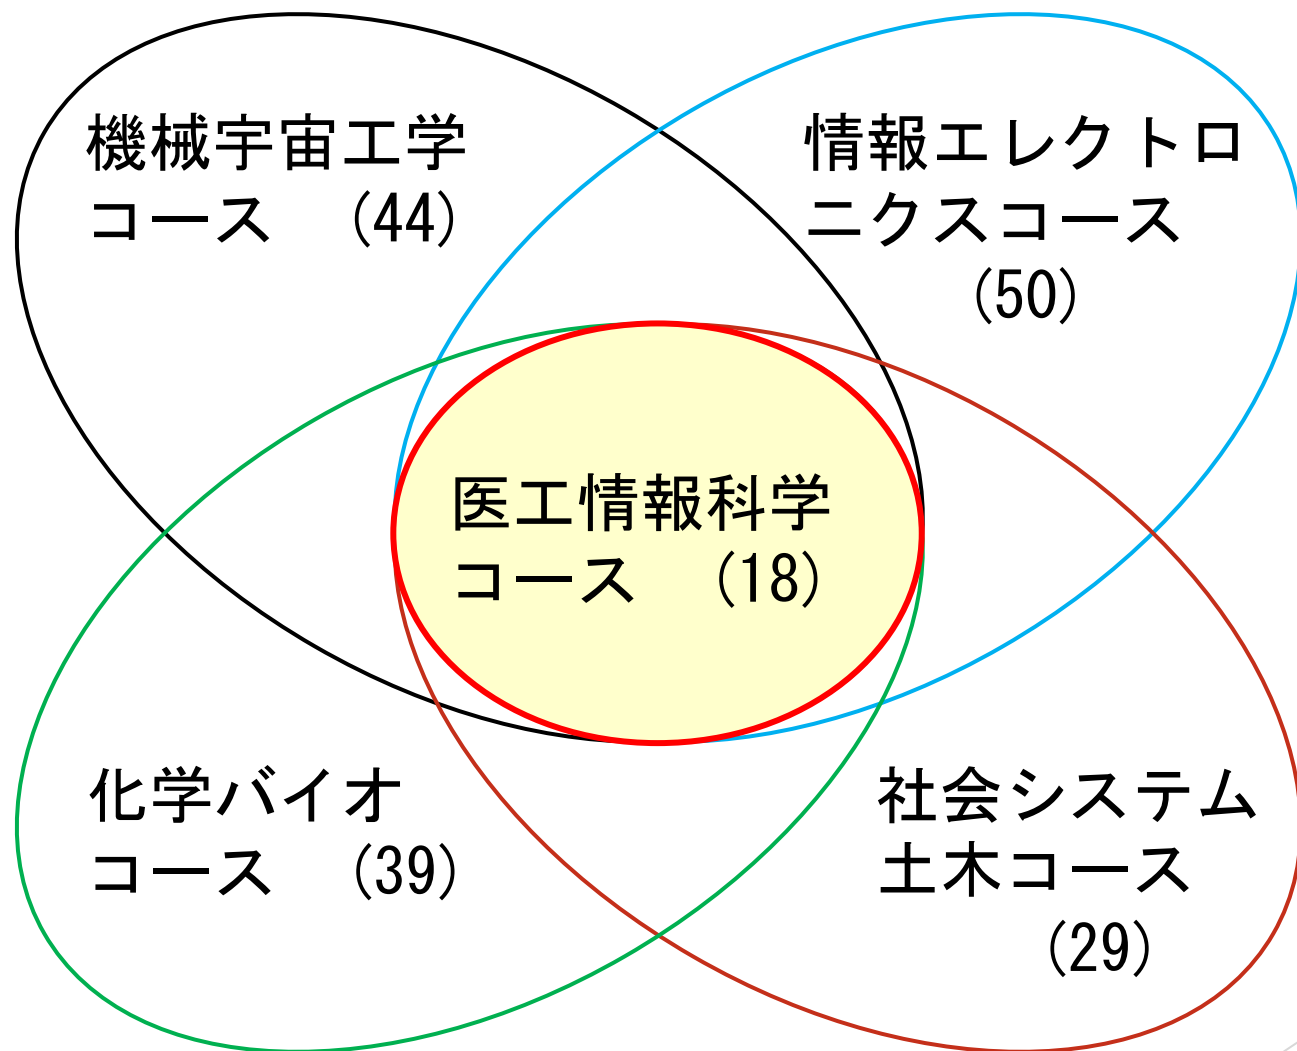 機械宇宙工学
コース　(44)
情報エレクトロ
ニクスコース
(50)
医工情報科学
コース　(18)
化学バイオ
コース　(39)
社会システム
土木コース
(29)